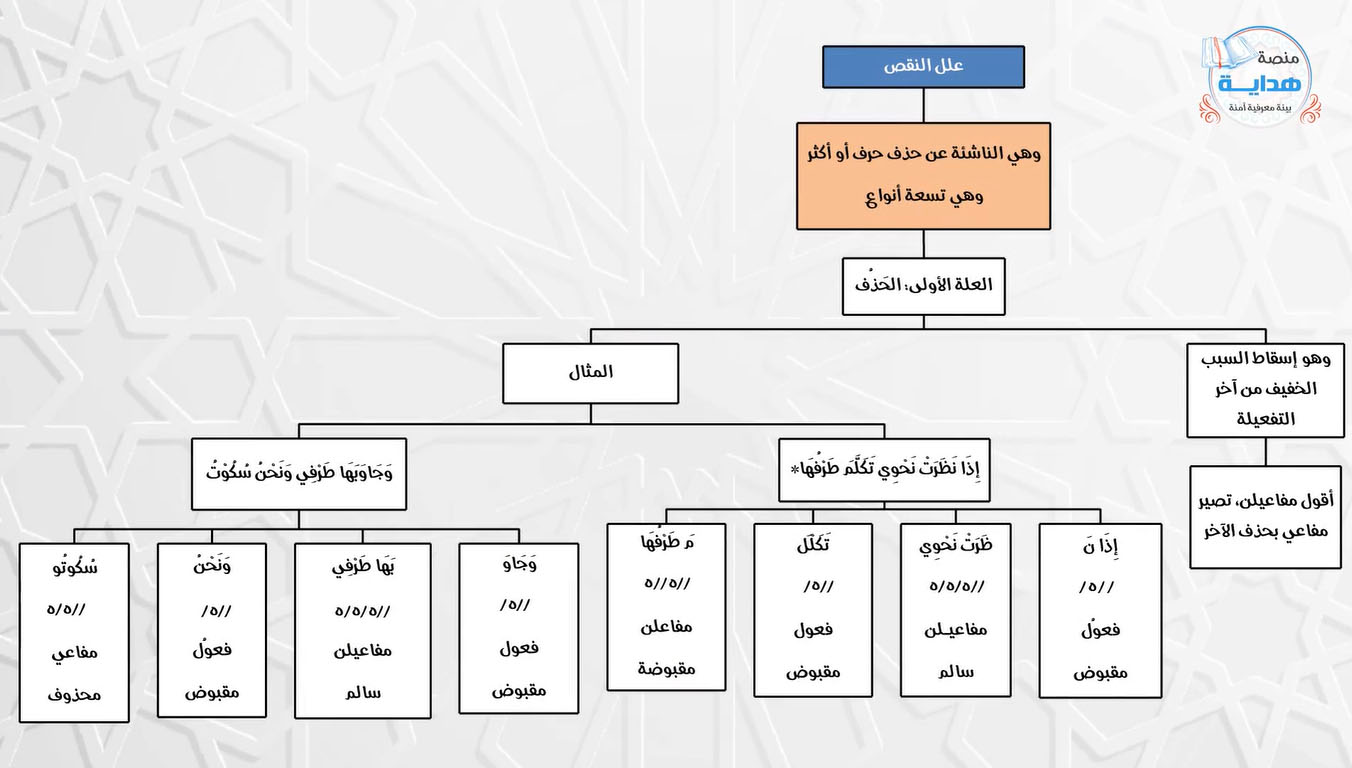 منصة
هداية
بيئة معرفية آمنة
علل النقص
وهي الناشئة عن حذف حرف أو أكثر
وهي تسعة أنواع
العلة الأولى: الحَذفْ
وهو إسقاط السبب
الخفيف من آخر
التفعيلة
أقول مفاعيلن، تصير
مفاعي بحذف الآخر
المثال
إِذَا نَظَرَتْ نَحْوِي تَكَلَّمَ طَرْفُهَا*
إِذَا نَ
//٥/
فعولُ
مقبوض
ظَرَتْ نَحْوِي
//٥/٥/٥
مفاعيـلن
سالم
تَكَلْلَ
//٥/
فعول
مقبوض
مَ طَرْفُهَا
//٥//٥
مفاعلن
مقبوضة
وَجَاوَبَهَا طَرْفِي وَنَحْنُ سُكُوْتُ
وَجَاوَ
//٥/
فعول
مقبوض
بَهَا طَرْفِي
//٥/٥/٥
مفاعيلن
سالم
وَنَحْنُ
//٥/
فعولُ
مقبوض
سُكُوتُو
//٥/٥
مفاعي
محذوف